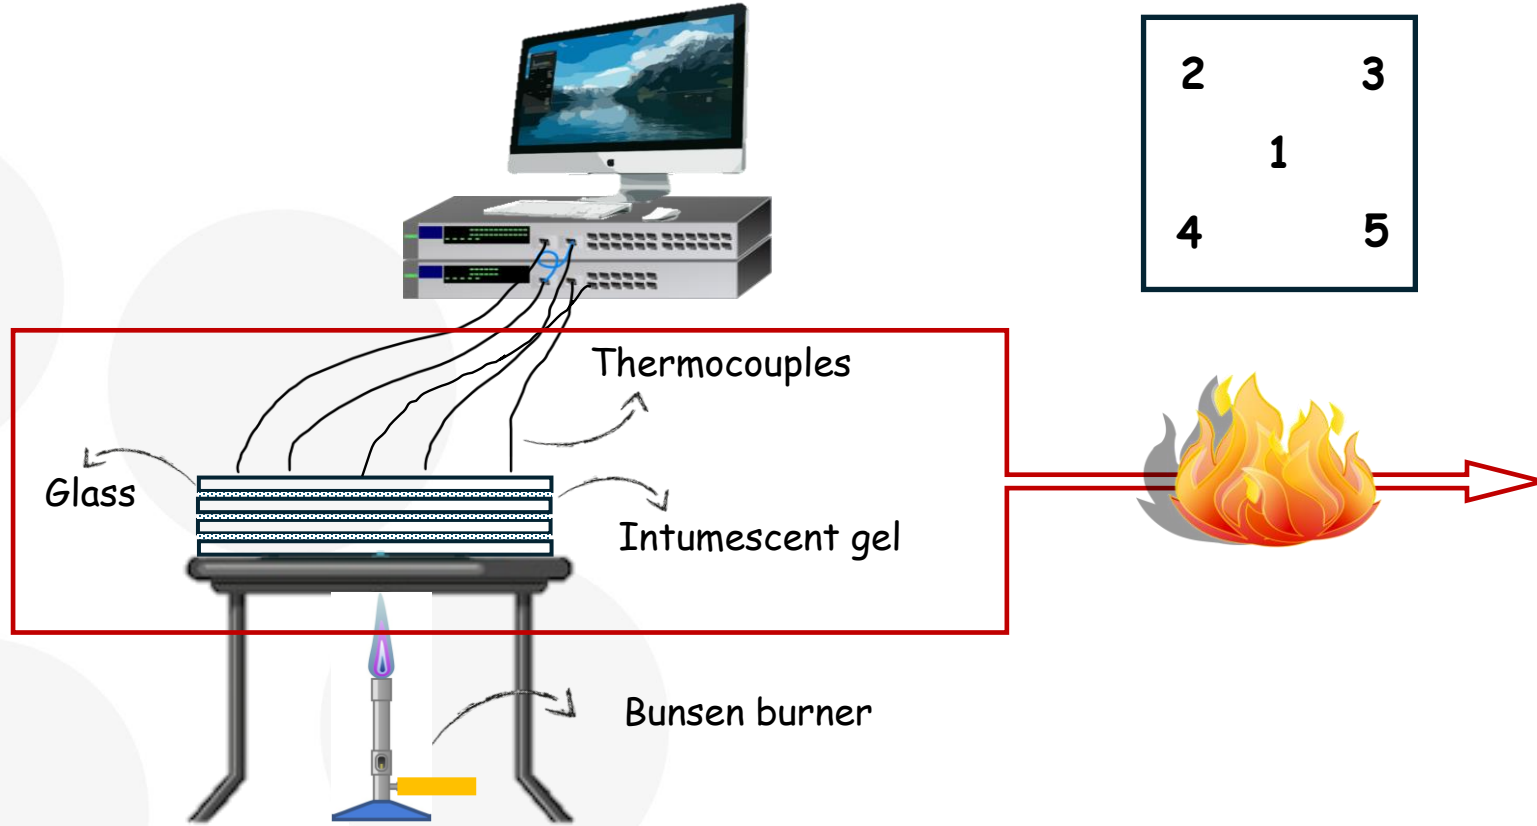 2 3
1
4 5
Thermocouples
Glass
Intumescent gel
Bunsen burner